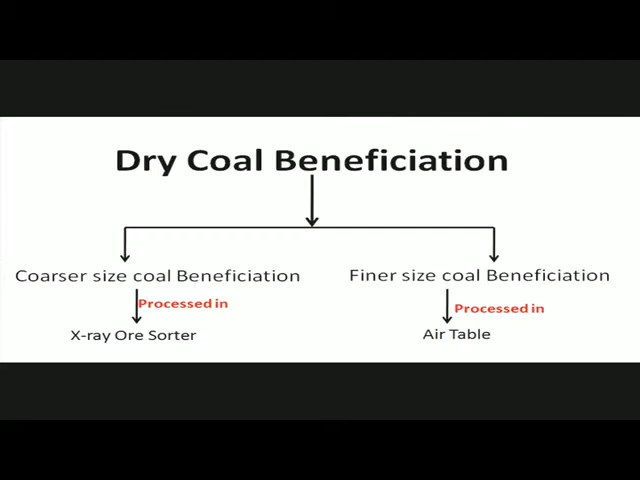 Dry Coal Beneficiation
Coarser size coal Beneficiation
Finer size coal Beneficiation
Processed in
Processed in
X-ray Ore Sorter
Air Table